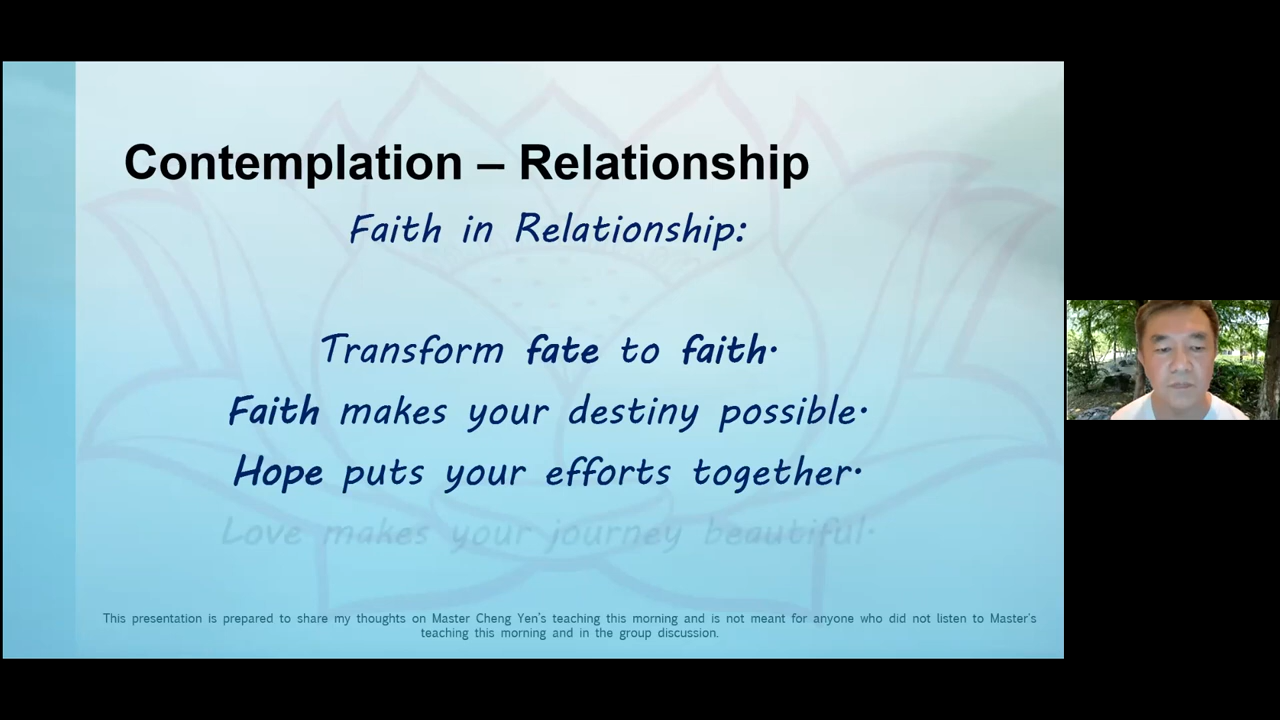 Contemplation – Relationship
Faith in Relationship:
Transform fate to faith.
Faith makes your destiny possible.
Hope puts your efforts together.
Love makes your journey beautiful.
This presentation is prepared to share my thoughts on Master Cheng Yen's teaching this morning and is not meant for anyone who did not listen to Master's
teaching this morning and in the group discussion.